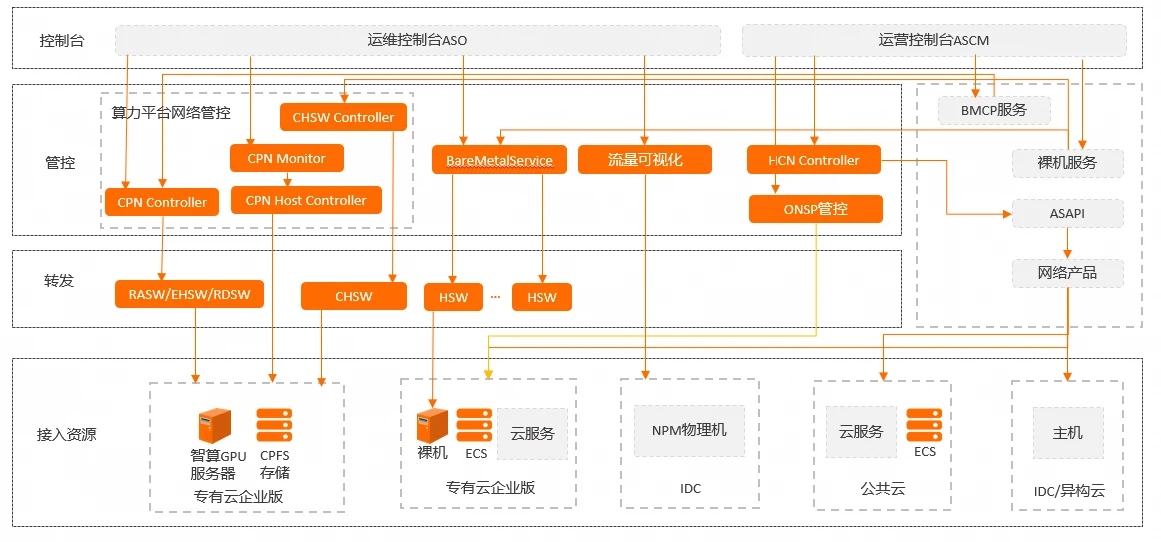 控制台
运维控制台ASO
运营控制台ASCM
管控
算力平台网络管控
CHSW Controller
CPN Monitor
CPN Controller
CPN Host Controller
BareMetalService
流量可视化
HCN Controller
ONSP管控
BMCP服务
裸机服务
ASAPI
网络产品
转发
RASW/EHSW/RDSW
CHSW
HSW
...
HSW
接入资源
智算GPU
服务器
CPFS
存储
专有云企业版
裸机
ECS
云服务
专有云企业版
NPM物理机
IDC
云服务
ECS
公共云
主机
IDC/异构云